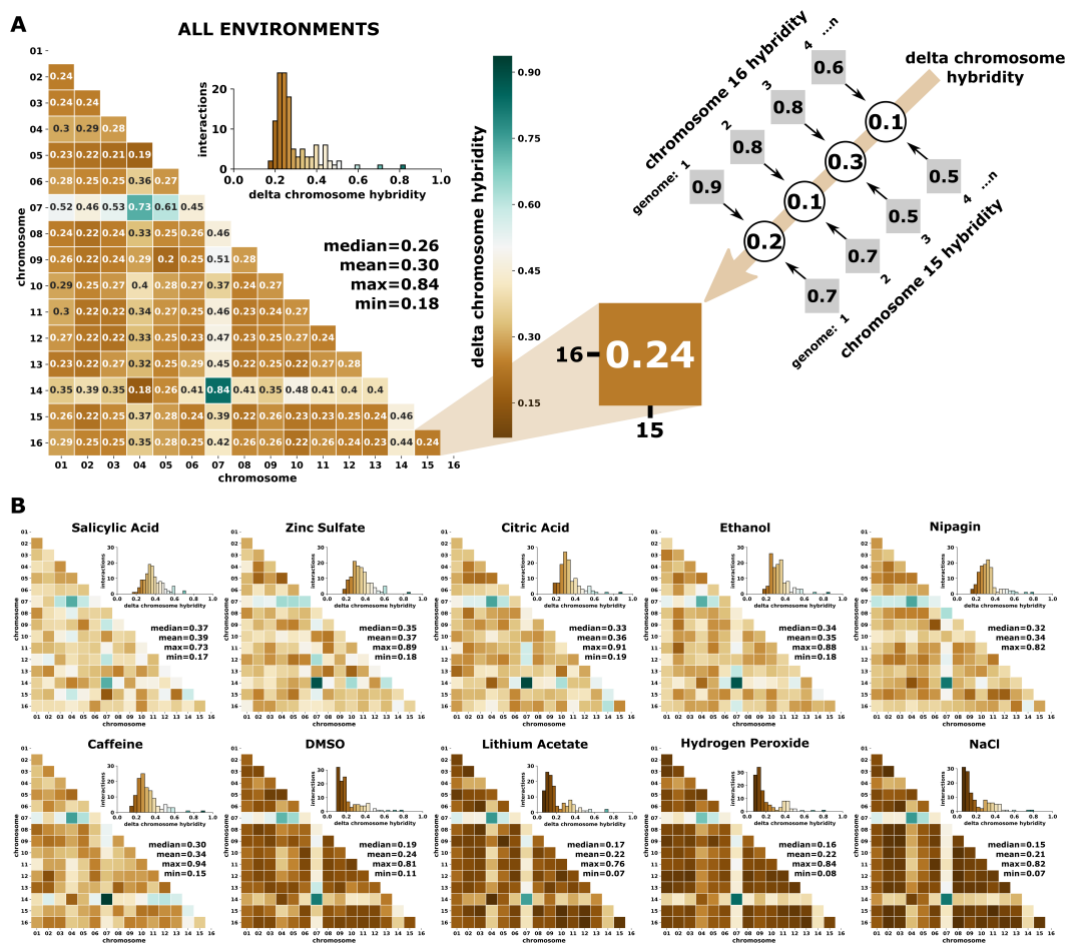 A
ALL ENVIRONMENTS
01
02 0.24
03 0.24 0.24
04 0.3 0.29 0.28
05 0.23 0.22 0.21 0.19
06 0.28 0.25 0.25 0.36 0.27
07 0.52 0.46 0.53 0.73 0.61 0.45
08 0.24 0.22 0.24 0.33 0.25 0.26 0.46
09 0.26 0.22 0.24 0.29 0.2 0.25 0.51 0.28
10 0.29 0.25 0.27 0.4 0.28 0.27 0.37 0.24 0.27
11 0.3 0.22 0.22 0.34 0.26 0.25 0.46 0.23 0.24 0.27
12 0.27 0.22 0.22 0.33 0.25 0.23 0.47 0.23 0.25 0.27 0.24
13 0.23 0.22 0.27 0.32 0.25 0.29 0.45 0.22 0.24 0.27 0.27 0.28
14 0.35 0.39 0.35 0.18 0.26 0.41 0.84 0.41 0.35 0.48 0.41 0.4 0.4
15 0.26 0.22 0.25 0.37 0.28 0.24 0.39 0.22 0.26 0.23 0.23 0.25 0.24 0.46
16 0.29 0.25 0.25 0.35 0.28 0.25 0.42 0.26 0.28 0.22 0.26 0.24 0.23 0.44 0.24
01 02 03 04 05 06 07 08 09 10 11 12 13 14 15 16
chromosome
chromosome
interactions
20
10
0
0.0 0.2 0.4 0.6 0.8 1.0
delta chromosome hybridity
median=0.26
mean=0.30
max=0.84
min=0.18
delta chromosome hybridity
0.90
0.75
0.60
0.45
0.30
0.15
chromosome 16 hybridity
genome: 1 2 3 4 ...n
0.9 0.8 0.8 0.6
delta chromosome
hybridity
0.2 0.1 0.3 0.1
0.7 0.7 0.5 0.5
genome: 1 2 3 4 ...n
chromosome 15 hybridity
16
0.24
15
B
Salicylic Acid
median=0.37
mean=0.39
max=0.73
min=0.17
Zinc Sulfate
median=0.35
mean=0.37
max=0.89
min=0.18
Citric Acid
median=0.33
mean=0.36
max=0.91
min=0.19
Ethanol
median=0.34
mean=0.35
max=0.88
min=0.18
Nipagin
median=0.32
mean=0.34
max=0.82
Caffeine
median=0.30
mean=0.34
max=0.94
min=0.15
DMSO
median=0.19
mean=0.24
max=0.81
min=0.11
Lithium Acetate
median=0.17
mean=0.22
max=0.76
min=0.07
Hydrogen Peroxide
median=0.16
mean=0.22
max=0.84
min=0.08
NaCl
median=0.15
mean=0.21
max=0.82
min=0.07